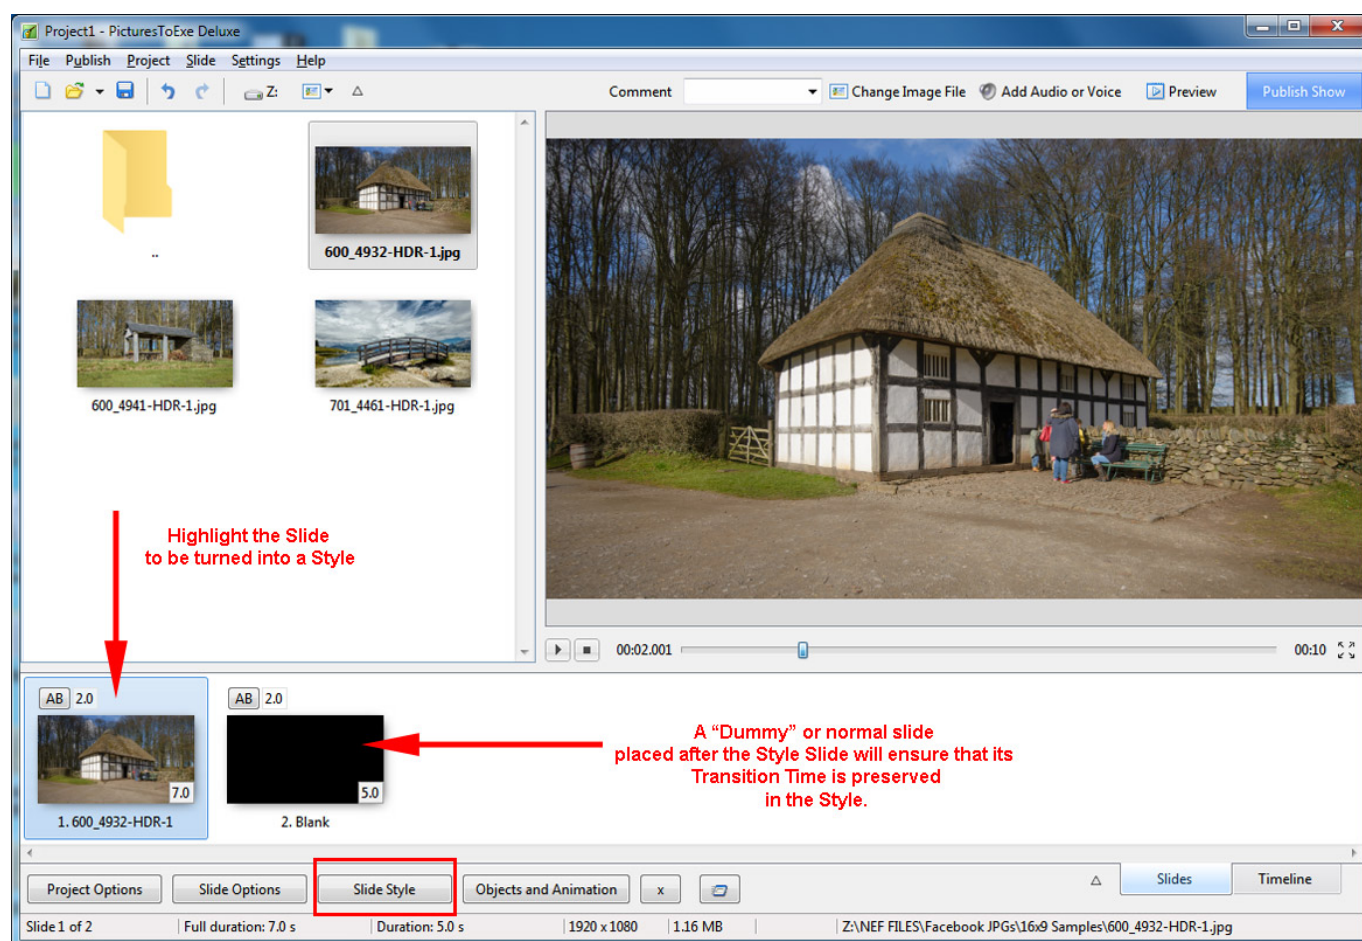 Project1 - PicturesToExe Deluxe
File Publish Project Slide Settings Help
Z:
Comment
Change Image File
Add Audio or Voice
Preview
Publish Show
..
600_4932-HDR-1.jpg
600_4941-HDR-1.jpg
701_4461-HDR-1.jpg
Highlight the Slide
to be turned into a Style
00:02.001
00:10
AB 2.0
AB 2.0
7.0
5.0
1. 600_4932-HDR-1
2. Blank
A “Dummy” or normal slide
placed after the Style Slide will ensure that its
Transition Time is preserved
in the Style.
Project Options
Slide Options
Slide Style
Objects and Animation
x
Slides
Timeline
Slide 1 of 2
Full duration: 7.0 s
Duration: 5.0 s
1920 x 1080
1.16 MB
Z:\NEF FILES\Facebook JPGs\16x9 Samples\600_4932-HDR-1.jpg